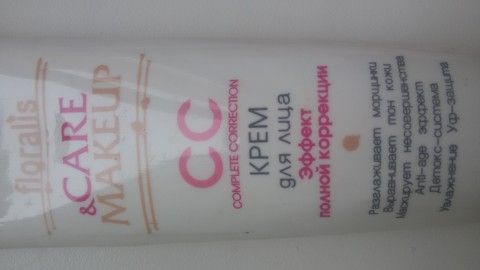 floralis
&CARE
MAKEUP
CC
COMPLETE CORRECTION
КРЕМ
для лица
Эффект
полной коррекции
Разглаживает морщинки
Выравнивает тон кожи
Маскирует несовершенства
Anti-age эффект
Детокс-система
Увлажнение УФ-защита